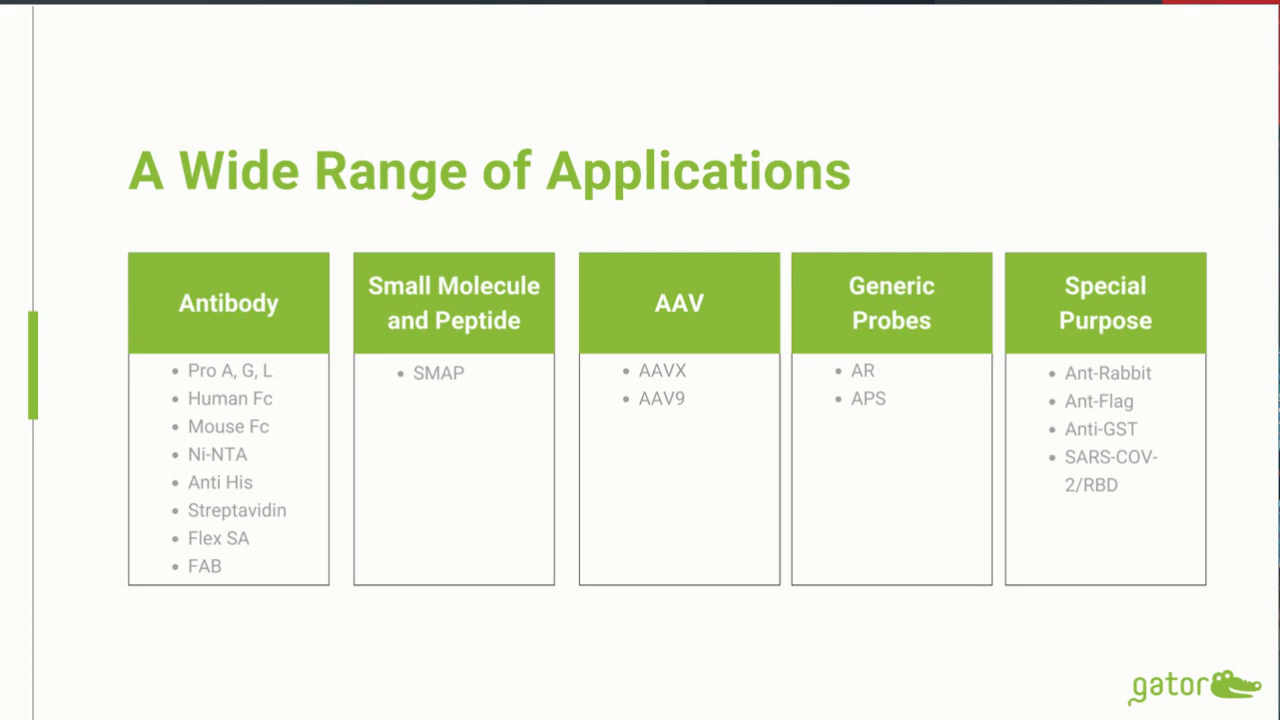 A Wide Range of Applications
Antibody
Pro A, G, L
Human Fc
Mouse Fc
Ni-NTA
Anti His
Streptavidin
Flex SA
FAB
Small Molecule
and Peptide
SMAP
AAV
AAVX
AAV9
Generic
Probes
AR
APS
Special
Purpose
Ant-Rabbit
Ant-Flag
Anti-GST
SARS-COV-
2/RBD
gator